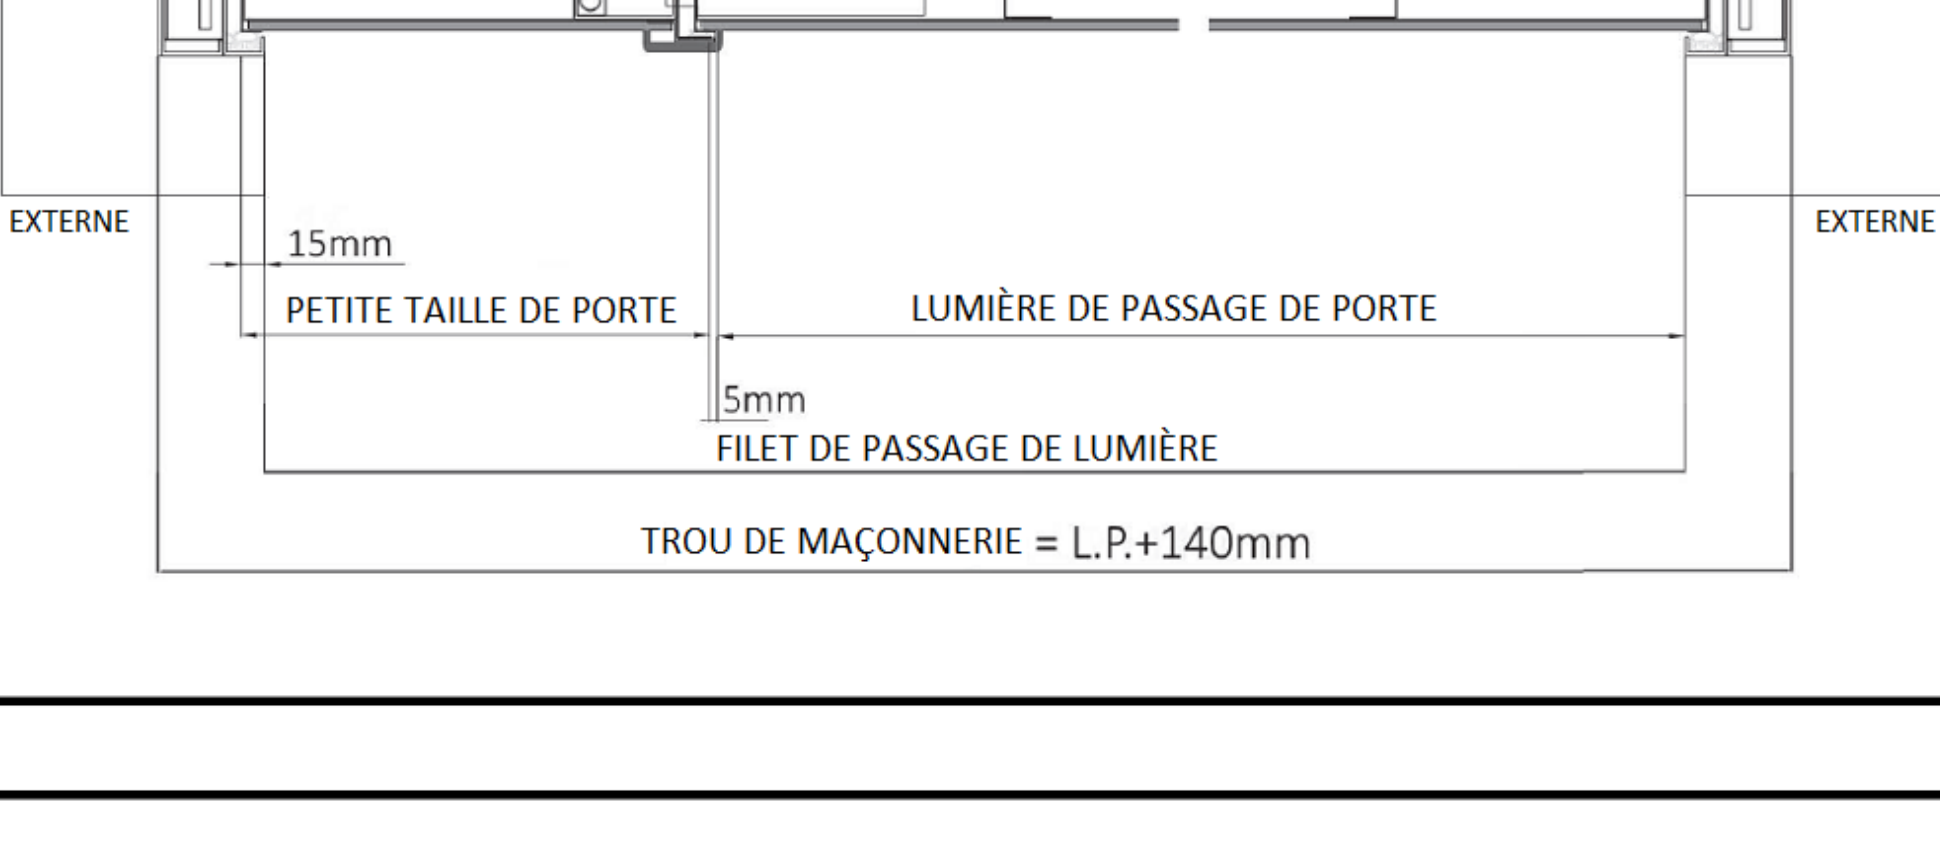 EXTERNE
EXTERNE
15mm
PETITE TAILLE DE PORTE
LUMIÈRE DE PASSAGE DE PORTE
5mm
FILET DE PASSAGE DE LUMIÈRE
TROU DE MAÇONNERIE = L.P.+140mm